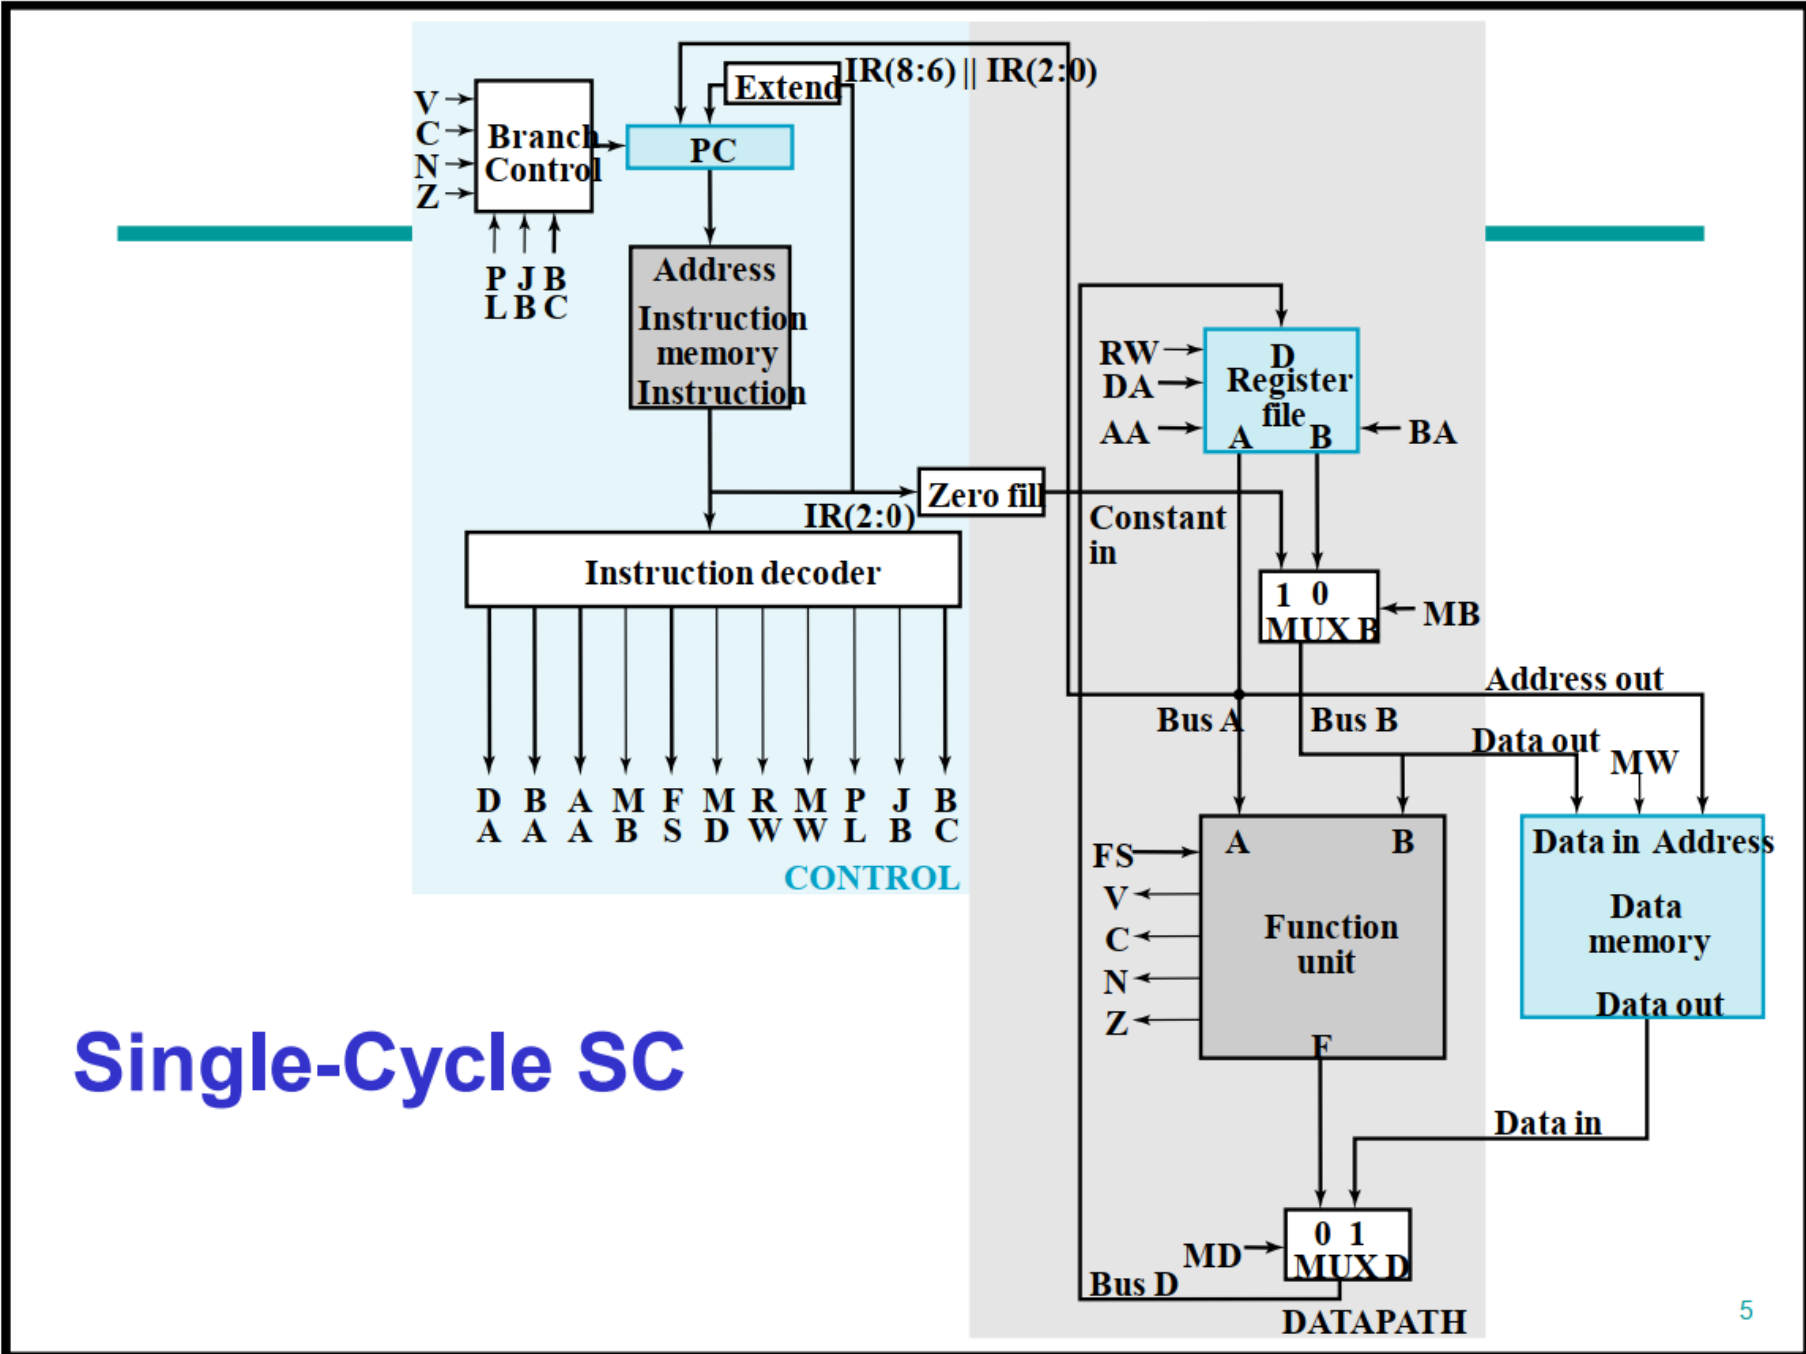 IR(8:6) || IR(2:0)
Extend
V
C
N
Z
Branch
Control
PC
P J B
L B C
Address
Instruction
memory
Instruction
RW
DA
AA
D
Register
file
A B
BA
Zero fill
IR(2:0)
Constant
in
Instruction decoder
1 0
MUX B
MB
Address out
Bus A
Bus B
Data out
MW
D B A M F M R M P J B
A A A B S D W W L B C
CONTROL
FS
V
C
N
Z
A B
Function
unit
F
Data in Address
Data
memory
Data out
Single-Cycle SC
Data in
MD
0 1
MUX D
Bus D
DATAPATH
5